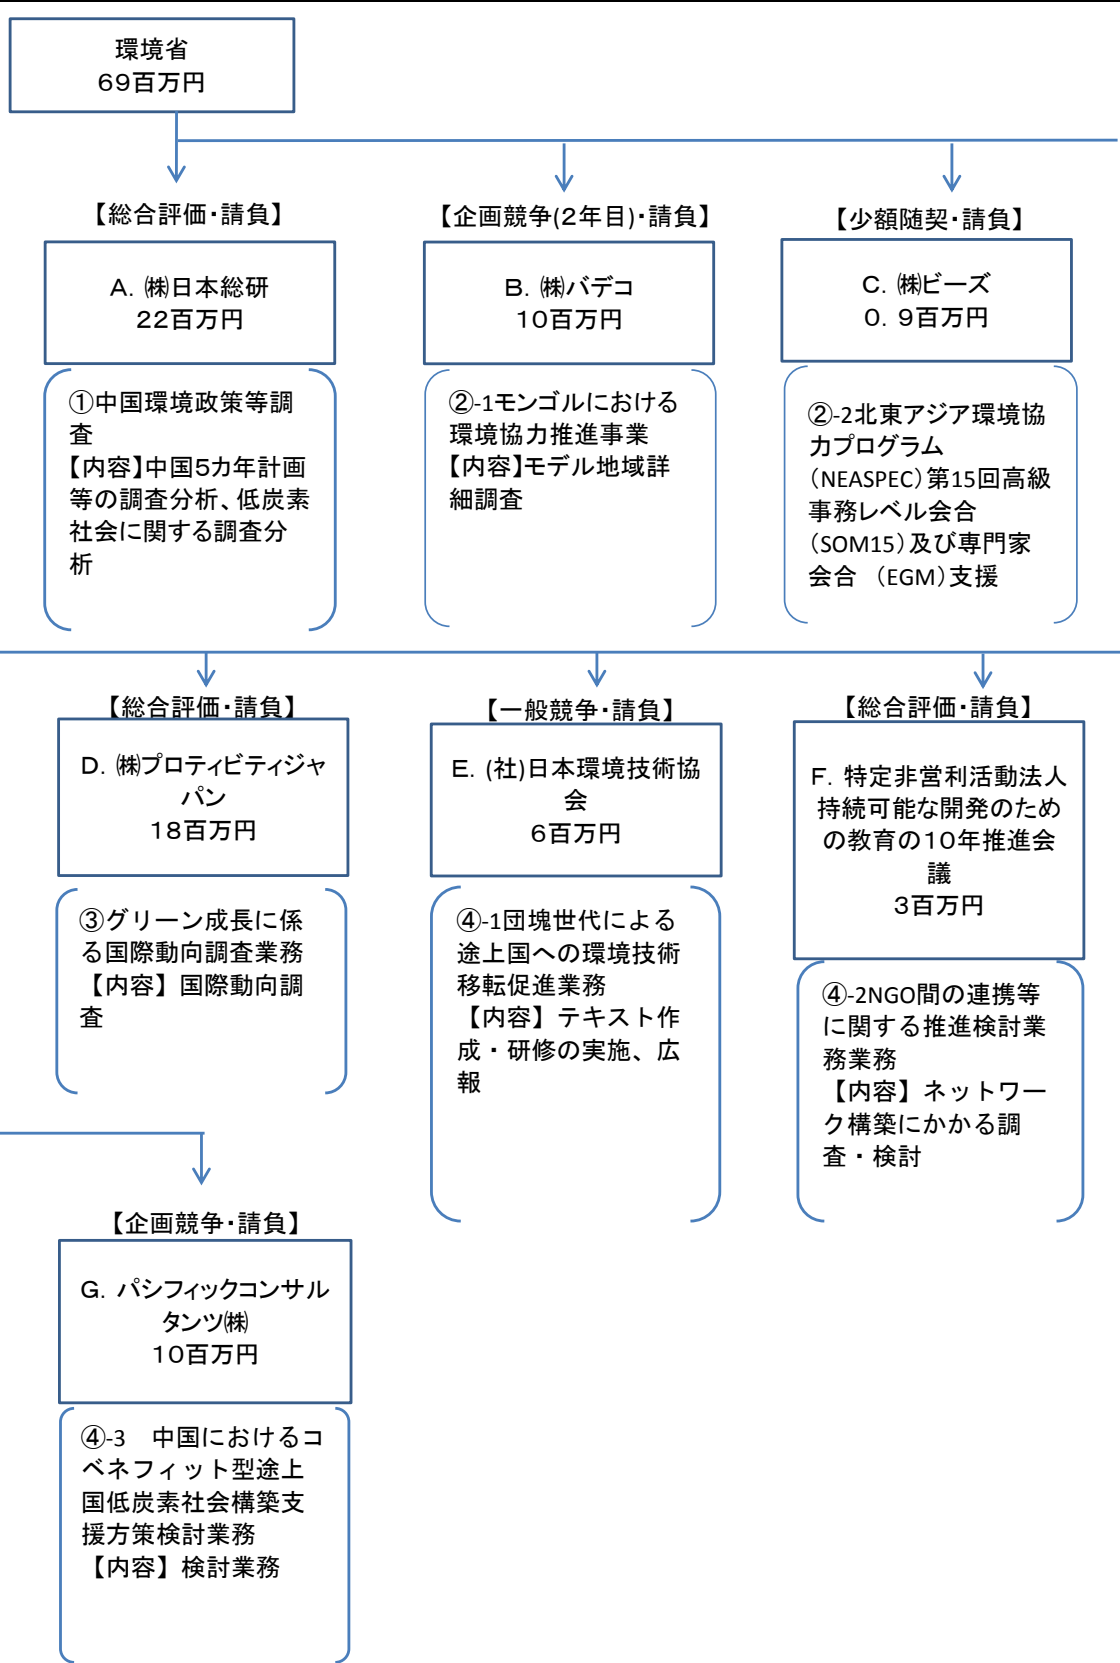 環境省
69百万円
【総合評価・請負】
A. ㈱日本総研
22百万円
①中国環境政策等調
査
【内容】中国5カ年計画
等の調査分析、低炭素
社会に関する調査分
析
【企画競争(2年目)・請負】
B. ㈱バデコ
10百万円
②-1モンゴルにおける
環境協力推進事業
【内容】モデル地域詳
細調査
【少額随契・請負】
C. ㈱ビーズ
0. 9百万円
②-2北東アジア環境協
力プログラム
(NEASPEC)第15回高級
事務レベル会合
(SOM15)及び専門家
会合 (EGM)支援
【総合評価・請負】
D. ㈱プロティビティジャ
パン
18百万円
③グリーン成長に係
る国際動向調査業務
【内容】国際動向調
査
【一般競争・請負】
E. (社)日本環境技術協
会
6百万円
④-1団塊世代による
途上国への環境技術
移転促進業務
【内容】テキスト作
成・研修の実施、広
報
【総合評価・請負】
F. 特定非営利活動法人
持続可能な開発のため
の教育の10年推進会
議
3百万円
④-2NGO間の連携等
に関する推進検討業
務業務
【内容】ネットワー
ク構築にかかる調
査・検討
【企画競争・請負】
G. パシフィックコンサル
タンツ㈱
10百万円
④-3 中国におけるコ
ベネフィット型途上
国低炭素社会構築支
援方策検討業務
【内容】検討業務